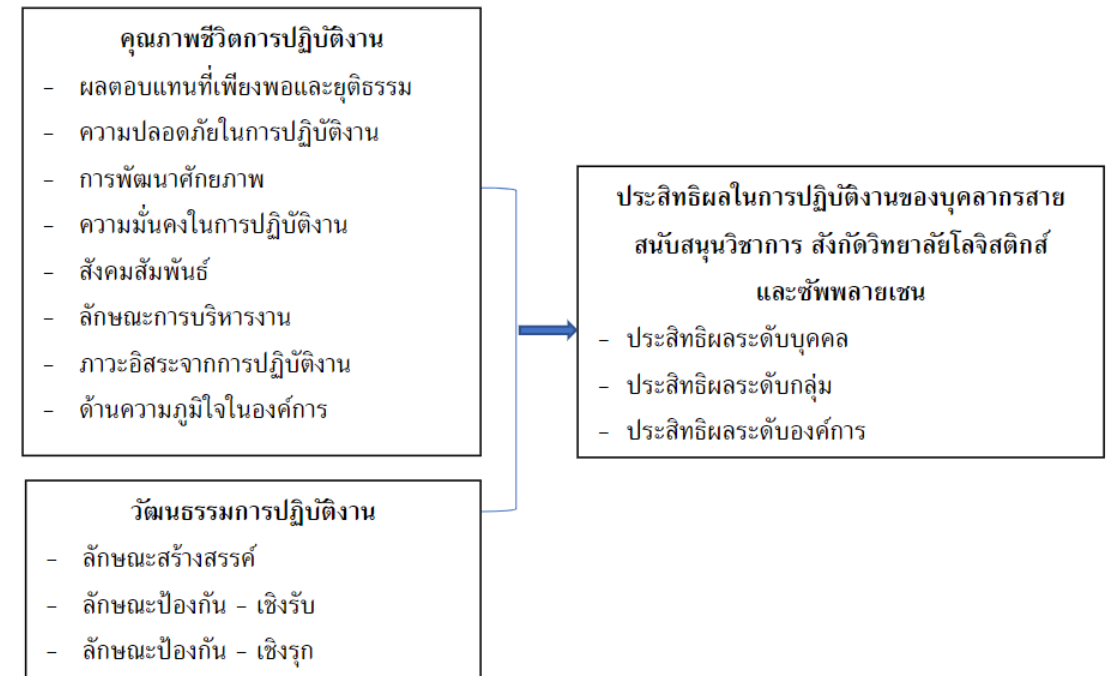 คุณภาพชีวิตการปฏิบัติงาน
- ผลตอบแทนที่เพียงพอและยุติธรรม
- ความปลอดภัยในการปฏิบัติงาน
- การพัฒนาศักยภาพ
- ความมั่นคงในการปฏิบัติงาน
- สังคมสัมพันธ์
- ลักษณะการบริหารงาน
- ภาวะอิสระจากการปฏิบัติงาน
- ด้านความภูมิใจในองค์การ
วัฒนธรรมการปฏิบัติงาน
- ลักษณะสร้างสรรค์
- ลักษณะป้องกัน - เชิงรับ
- ลักษณะป้องกัน - เชิงรุก
ประสิทธิผลในการปฏิบัติงานของบุคลากรสาย
สนับสนุนวิชาการ สังกัดวิทยาลัยโลจิสติกส์
และซัพพลายเชน
- ประสิทธิผลระดับบุคคล
- ประสิทธิผลระดับกลุ่ม
- ประสิทธิผลระดับองค์การ